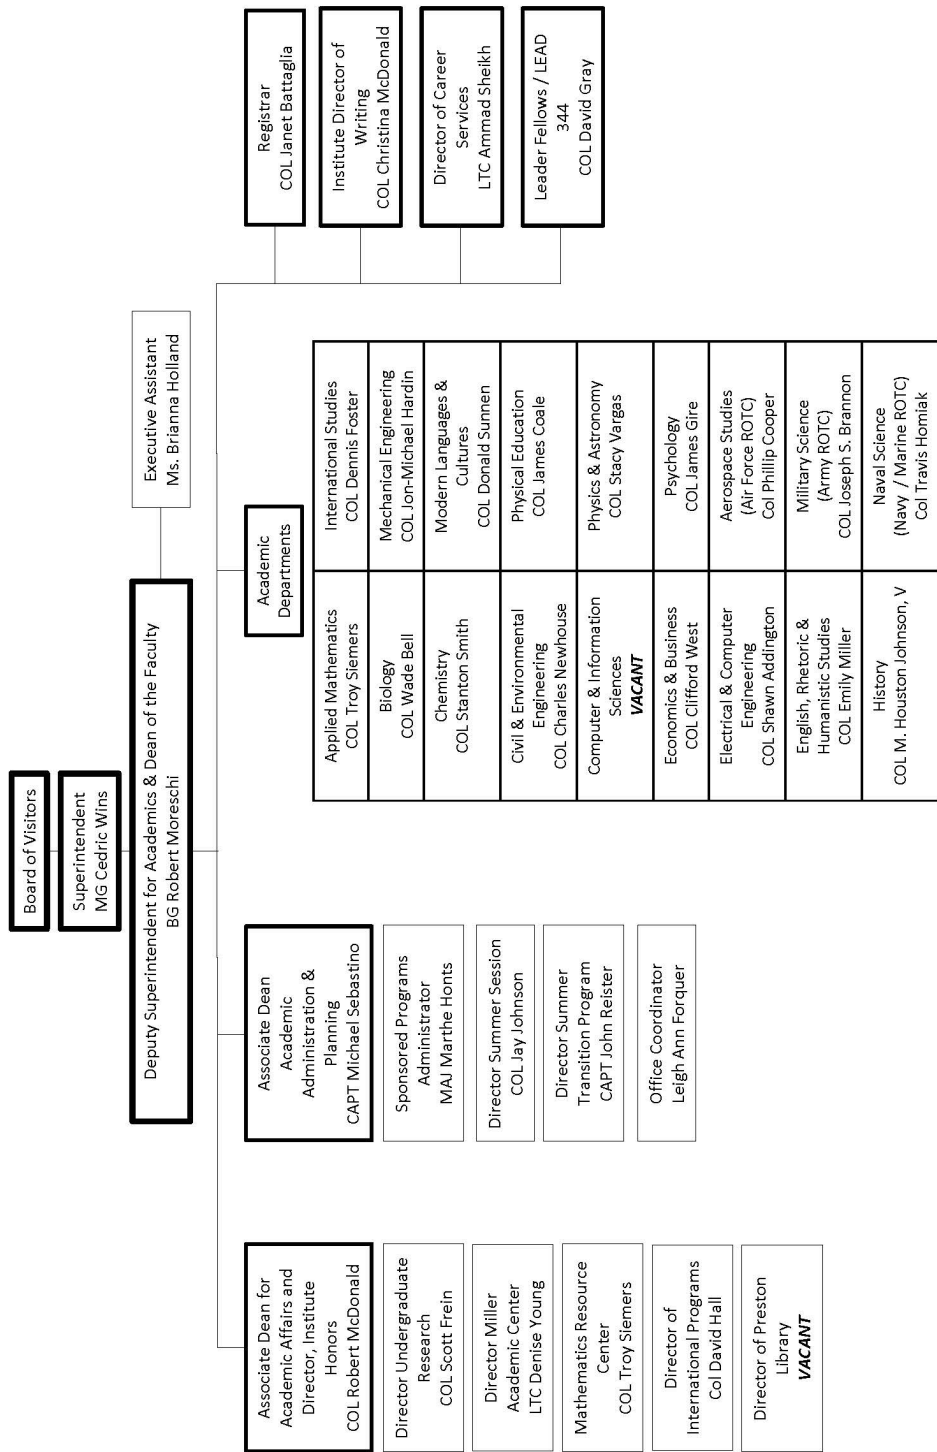 Board of Visitors
Superintendent
MG Cedric Wins
Deputy Superintendent for Academics & Dean of the Faculty
BG Robert Moreschi
Executive Assistant
Ms. Brianna Holland
Associate Dean for
Academic Affairs and
Director, Institute
Honors
COL Robert McDonald
Director Undergraduate
Research
COL Scott Frein
Director Miller
Academic Center
LTC Denise Young
Mathematics Resource
Center
COL Troy Siemers
Director of
International Programs
Col David Hall
Director of Preston
Library
VACANT
Associate Dean
Academic
Administration &
Planning
CAPT Michael Sebastino
Sponsored Programs
Administrator
MAJ Marthe Honts
Director Summer Session
COL Jay Johnson
Director Summer
Transition Program
CAPT John Reister
Office Coordinator
Leigh Ann Forquer
Academic
Departments
Applied Mathematics
COL Troy Siemers
Biology
COL Wade Bell
Chemistry
COL Stanton Smith
Civil & Environmental
Engineering
COL Charles Newhouse
Computer & Information
Sciences
VACANT
Economics & Business
COL Clifford West
Electrical & Computer
Engineering
COL Shawn Addington
English, Rhetoric &
Humanistic Studies
COL Emily Miller
History
COL M. Houston Johnson, V
International Studies
COL Dennis Foster
Mechanical Engineering
COL Jon-Michael Hardin
Modern Languages &
Cultures
COL Donald Sunnen
Physical Education
COL James Coale
Physics & Astronomy
COL Stacy Vargas
Psychology
COL James Gire
Aerospace Studies
(Air Force ROTC)
Col Phillip Cooper
Military Science
(Army ROTC)
COL Joseph S. Brannon
Naval Science
(Navy / Marine ROTC)
Col Travis Homiak
Registrar
COL Janet Battaglia
Institute Director of
Writing
COL Christina McDonald
Director of Career
Services
LTC Ammad Sheikh
Leader Fellows / LEAD
344
COL David Gray